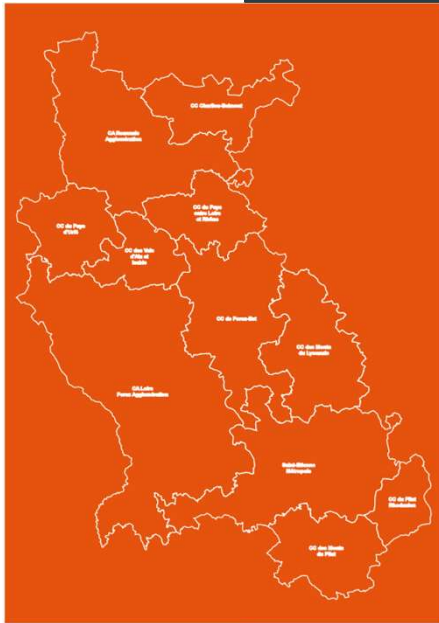 CC Charlieu-Belmont
CA Roannais
Agglomération
CC du Pays
entre Loire
et Rhône
CC du Pays
d'Urfé
CC des Vals
d'Aix et
Isable
CC de Forez-Est
CC des Monts
du Lyonnais
CA Loire
Forez Agglomération
Saint-Etienne
Métropole
CC du Pilat
Rhodanien
CC des Monts
du Pilat